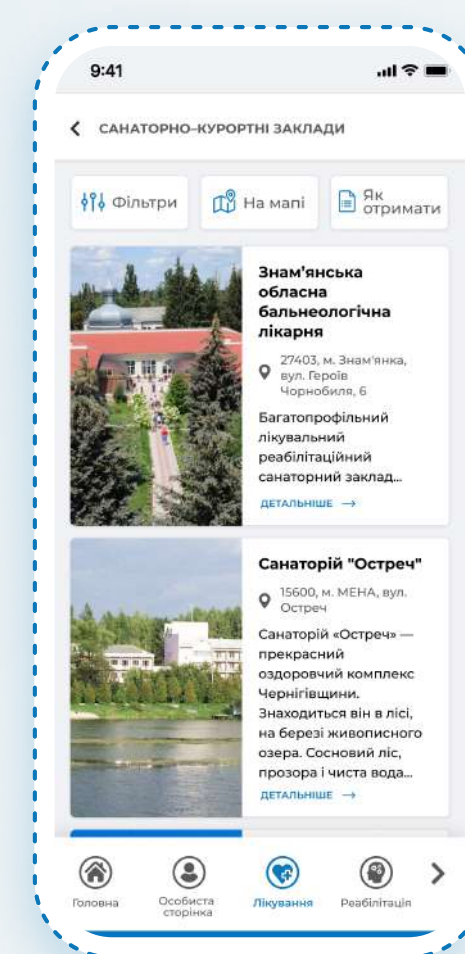 9:41
САНАТОРНО-КУРОРТНІ ЗАКЛАДИ
Фільтри
На мапі
Як
отримати
Знам'янська
обласна
бальнеологічна
лікарня
27403, м. Знам'янка,
вул. Героїв
Чорнобиля, 6
Багатопрофільний
лікувальний
реабілітаційний
санаторний заклад...
ДЕТАЛЬНІШЕ →
Санаторій "Остреч"
15600, м. МЕНА, вул.
Остреч
Санаторій «Остреч» —
прекрасний
оздоровчий комплекс
Чернігівщини.
Знаходиться він в лісі,
на березі живописного
озера. Сосновий ліс,
прозора і чиста вода...
ДЕТАЛЬНІШЕ →
Головна
Особиста
сторінка
Лікування
Реабілітація